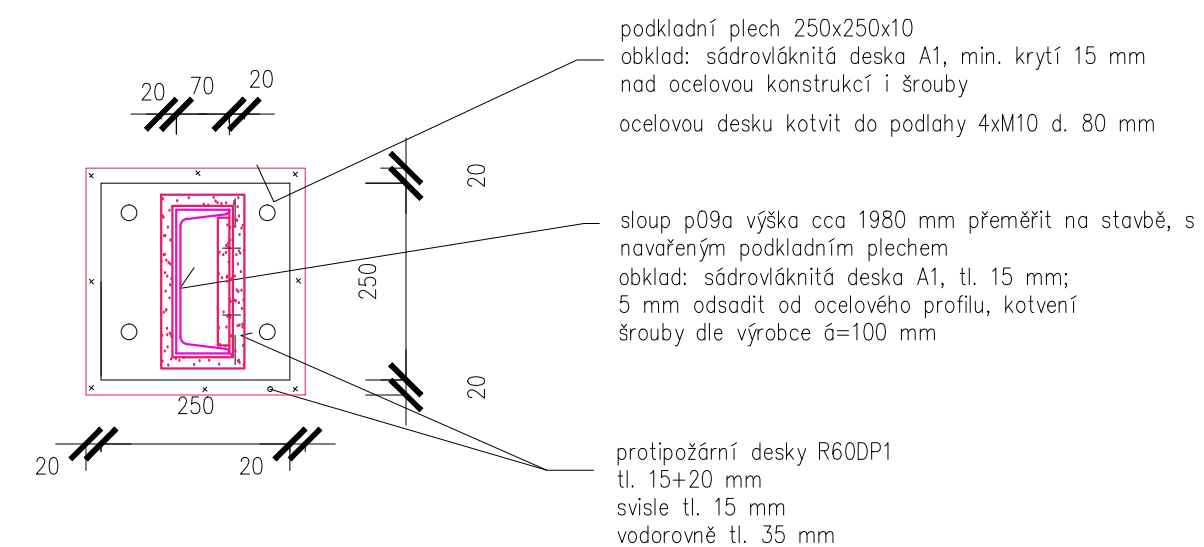 podkladní plech 250x250x10
obklad: sádrovláknitá deska A1, min. krytí 15 mm
nad ocelovou konstrukcí i šrouby
ocelovou desku kotvit do podlahy 4xM10 d. 80 mm
20 70 20
20
sloup p09a výška cca 1980 mm přeměřit na stavbě, s
navařeným podkladním plechem
obklad: sádrovláknitá deska A1, tl. 15 mm;
5 mm odsadit od ocelového profilu, kotvení
šrouby dle výrobce á=100 mm
250
20
250
20 20
protipožární desky R60DP1
tl. 15+20 mm
svisle tl. 15 mm
vodorovně tl. 35 mm